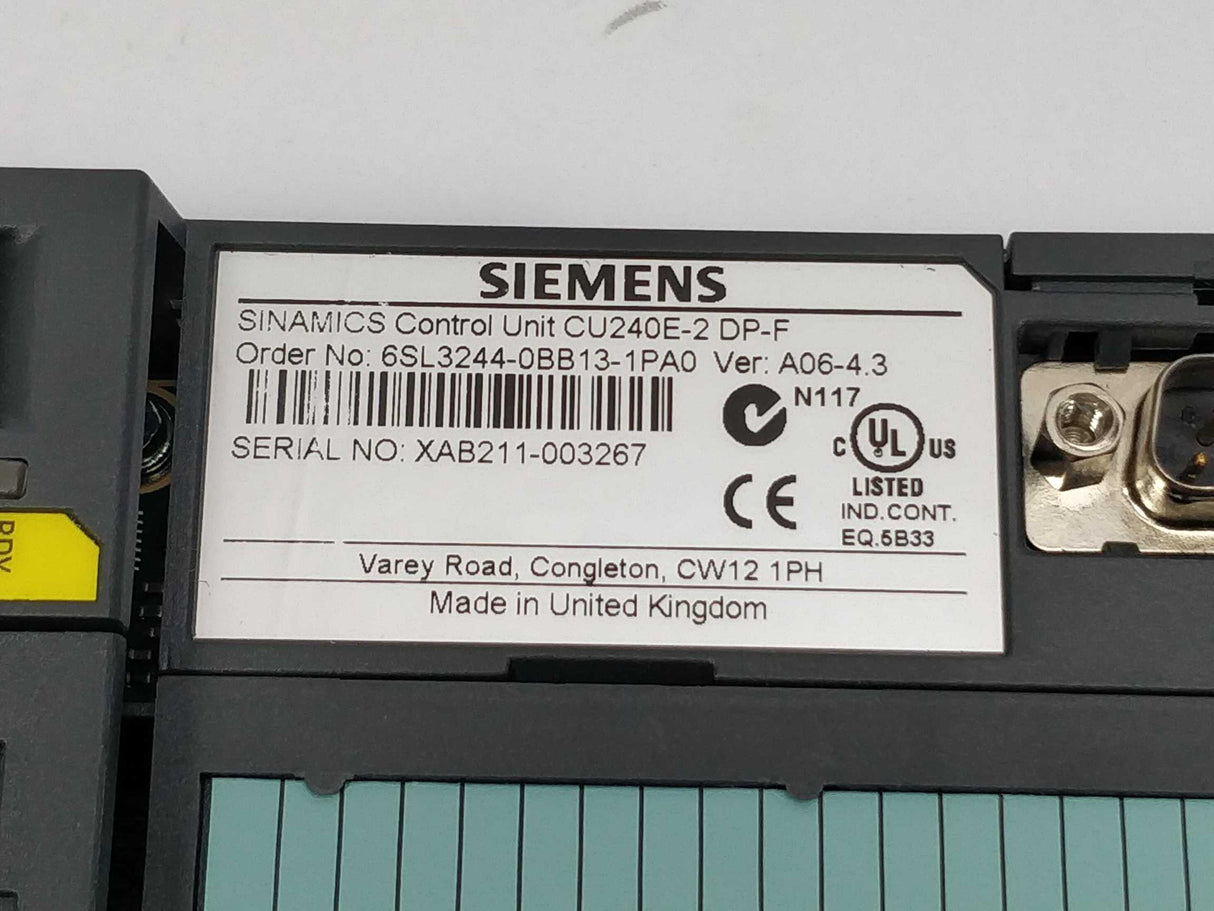 SIEMENS
SINAMICS Control Unit CU240E-2 DP-F
Order No: 6SL3244-0BB13-1PA0 Ver: A06-4.3
N117
SERIAL NO: XAB211-003267
C UL US
LISTED
IND.CONT.
EQ.5B33
CE
Varey Road, Congleton, CW12 1PH
Made in United Kingdom
RDY